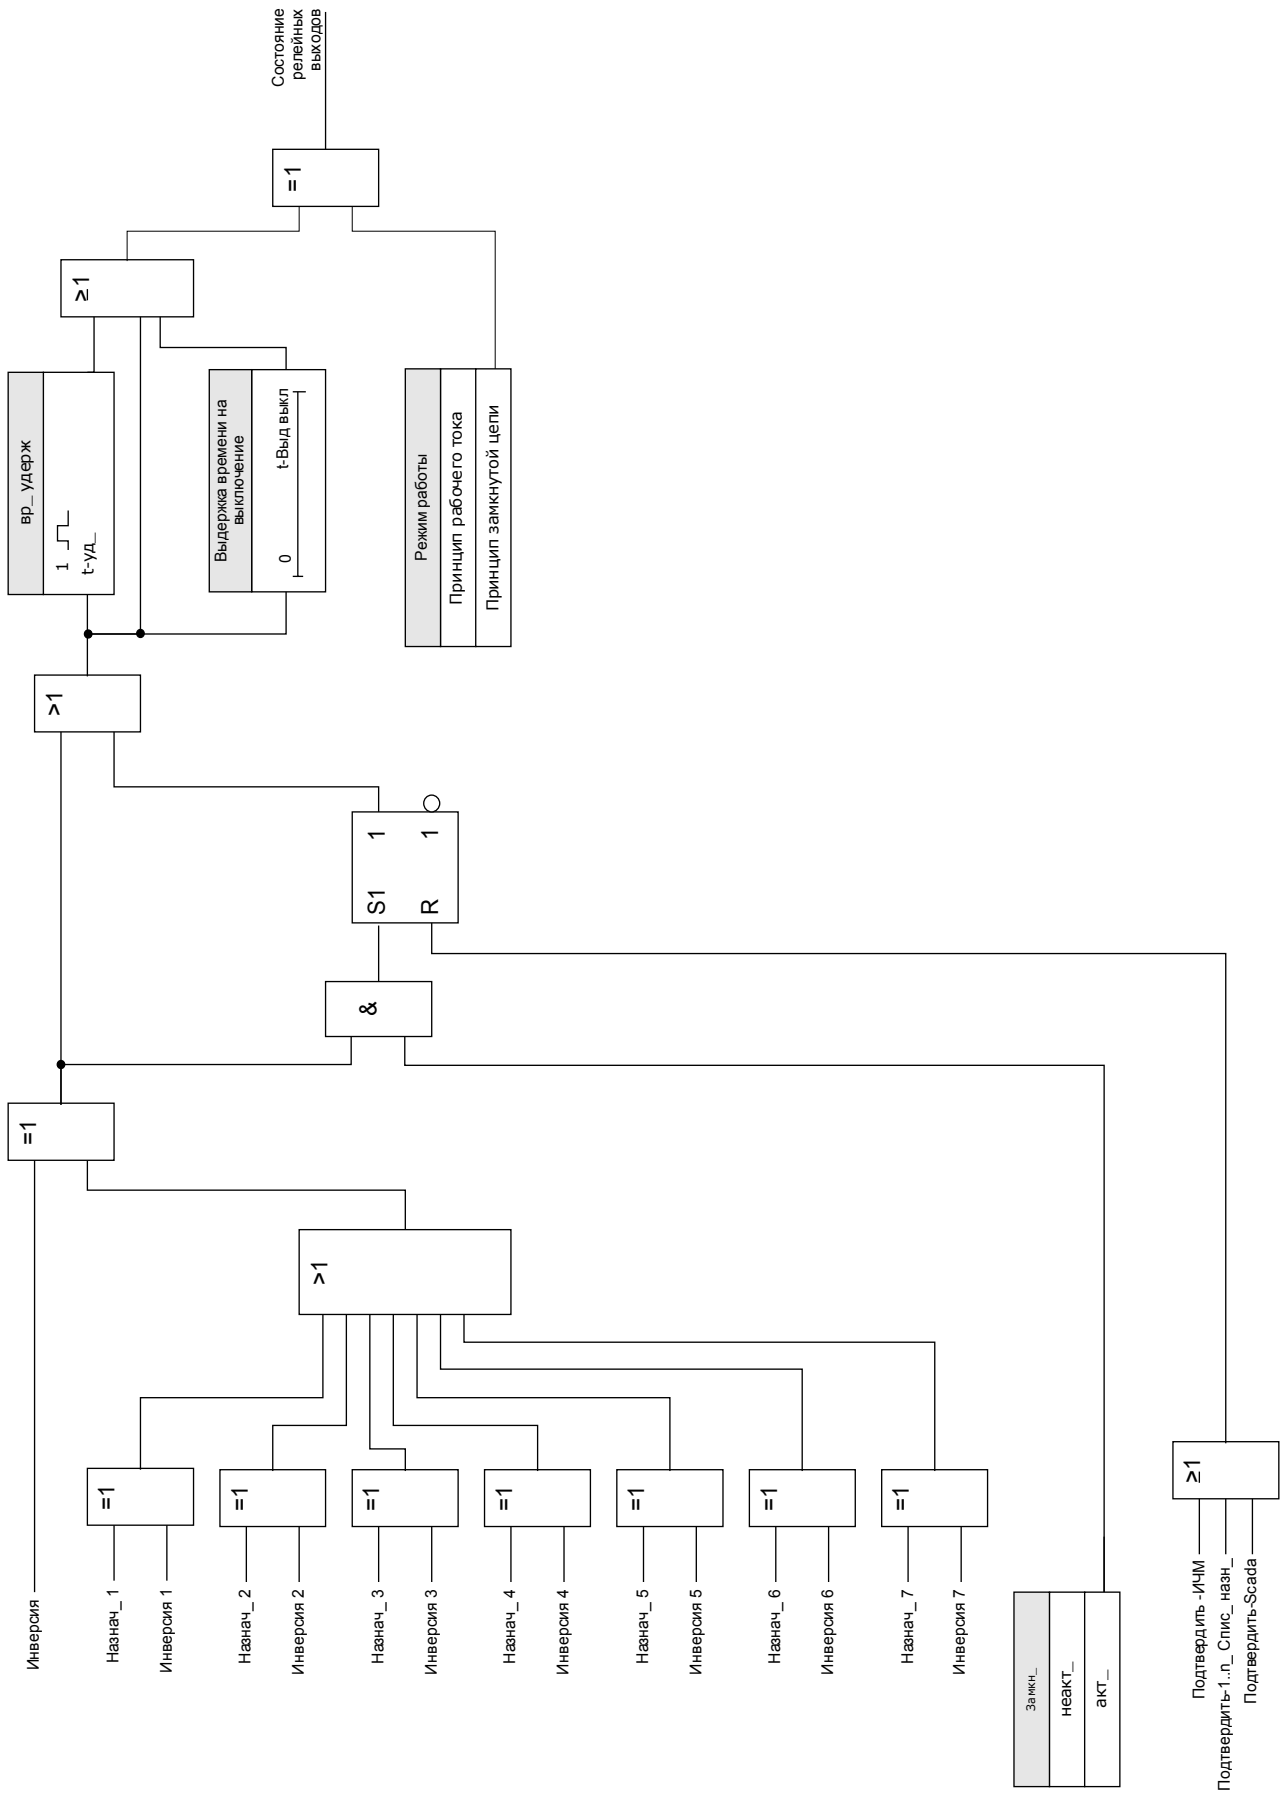 Инверсия
Назнач_ 1
Инверсия 1
Назнач_ 2
Инверсия 2
Назнач_ 3
Инверсия 3
Назнач_ 4
Инверсия 4
Назнач_ 5
Инверсия 5
Назнач_ 6
Инверсия 6
Назнач_ 7
Инверсия 7
Замкн_
неакт_
акт_
Подтвердить -ИЧМ
Подтвердить-1..n_ Спис_ назн_
Подтвердить-Scada
=1
=1
=1
=1
=1
=1
=1
≥1
>1
=1
&
S1 1
R 1
>1
вр_ удерж
1
t-уд_
Выдержка времени на
выключение
0 t-Выд выкл
Режим работы
Принцип рабочего тока
Принцип замкнутой цепи
≥1
=1
Состояние
релейных
выходов